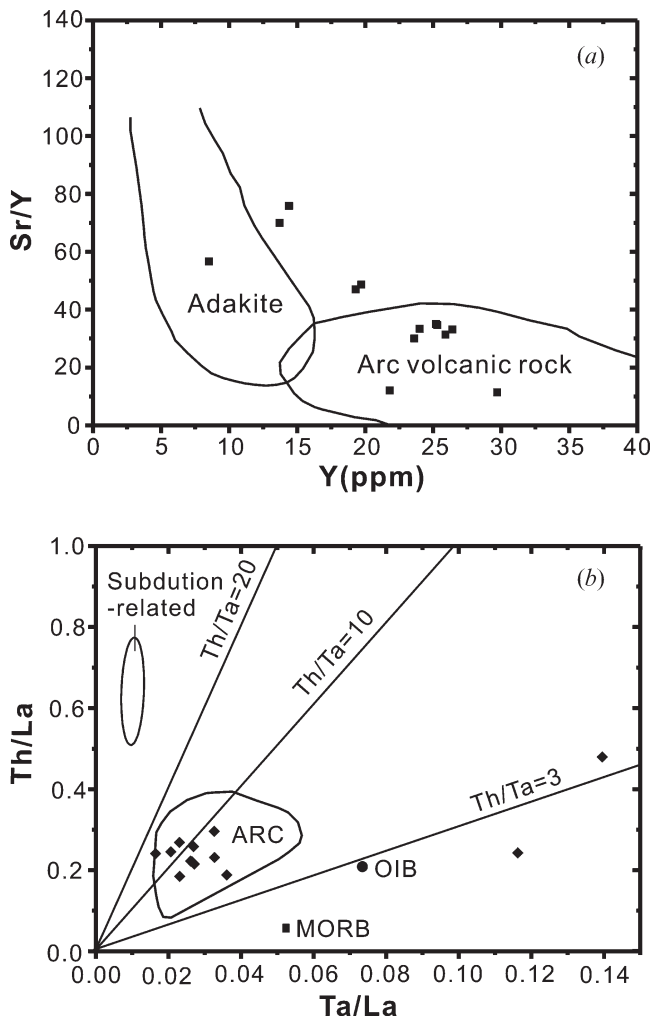 140
(a)
120
100
80
60
40
20
0
Sr/Y
Adakite
Arc volcanic rock
0 5 10 15 20 25 30 35 40
Y(ppm)
1.0
(b)
Subdution
-related
Th/Ta=20
Th/Ta=10
0.8
0.6
Th/La
0.4
Th/Ta=3
ARC
0.2
OIB
MORB
0.0
0.00 0.02 0.04 0.06 0.08 0.10 0.12 0.14
Ta/La